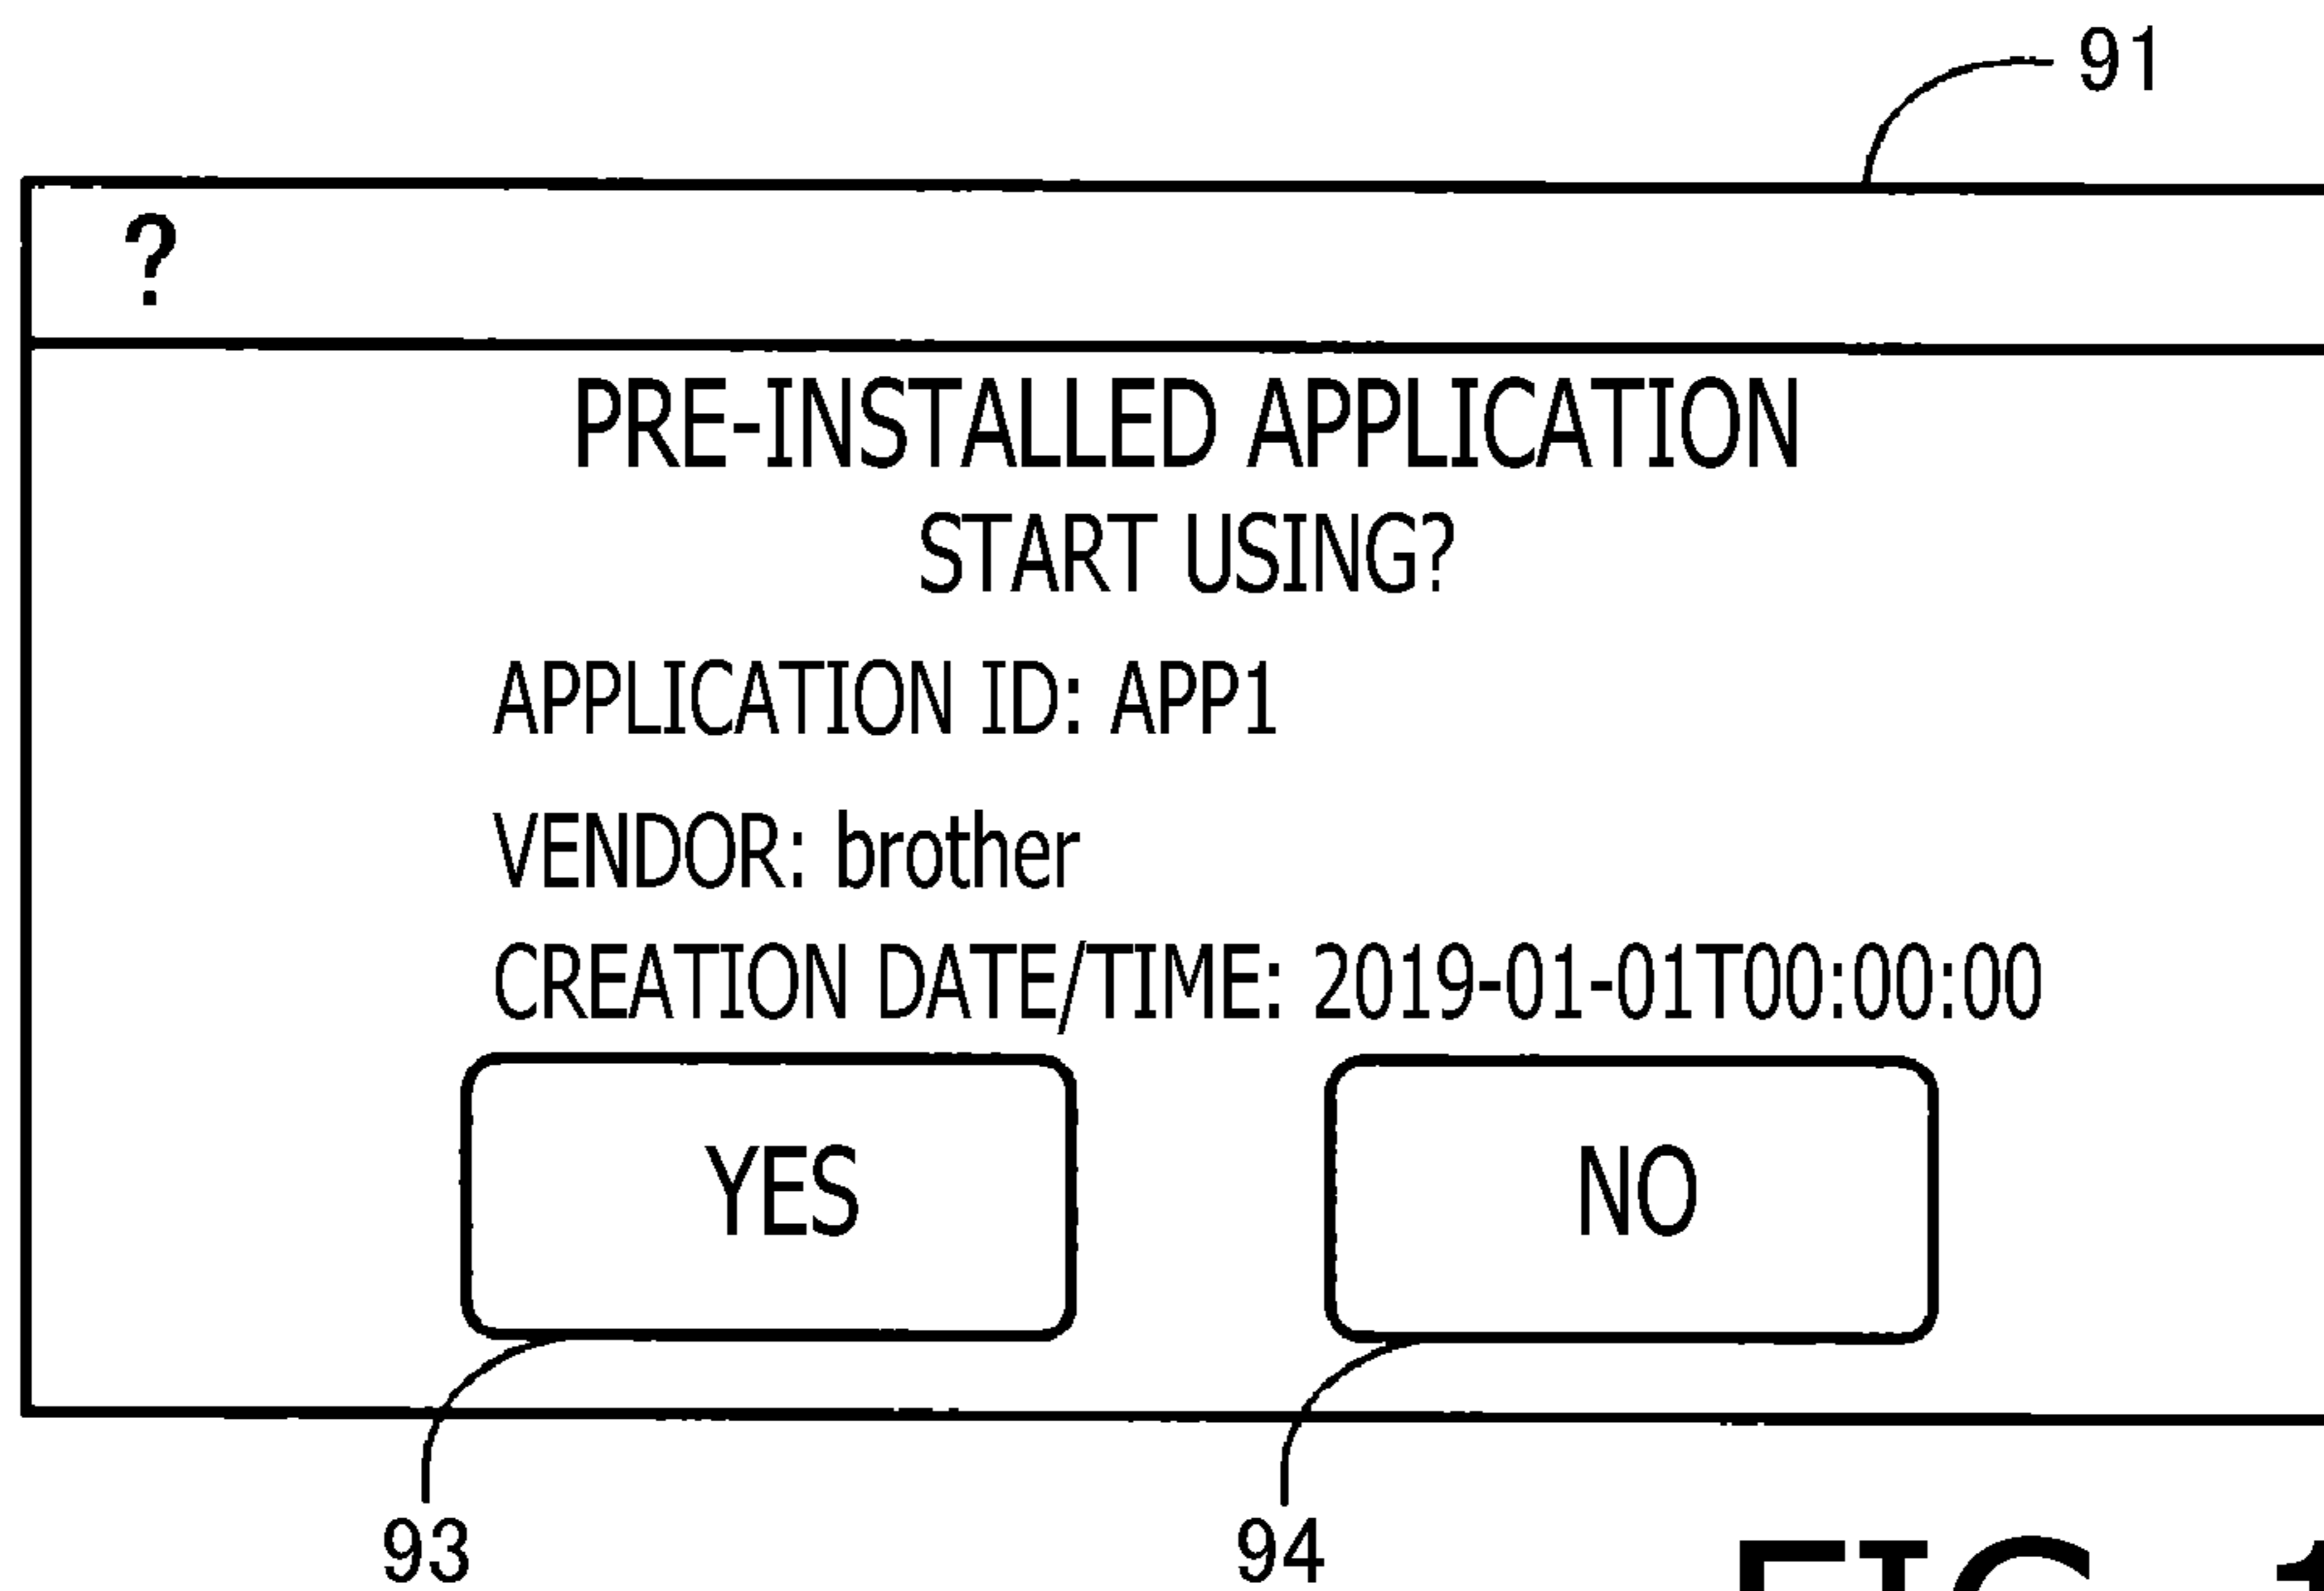 91
?
PRE-INSTALLED APPLICATION
START USING?
APPLICATION ID: APP1
VENDOR: brother
CREATION DATE/TIME: 2019-01-01T00:00:00
YES NO
93 94